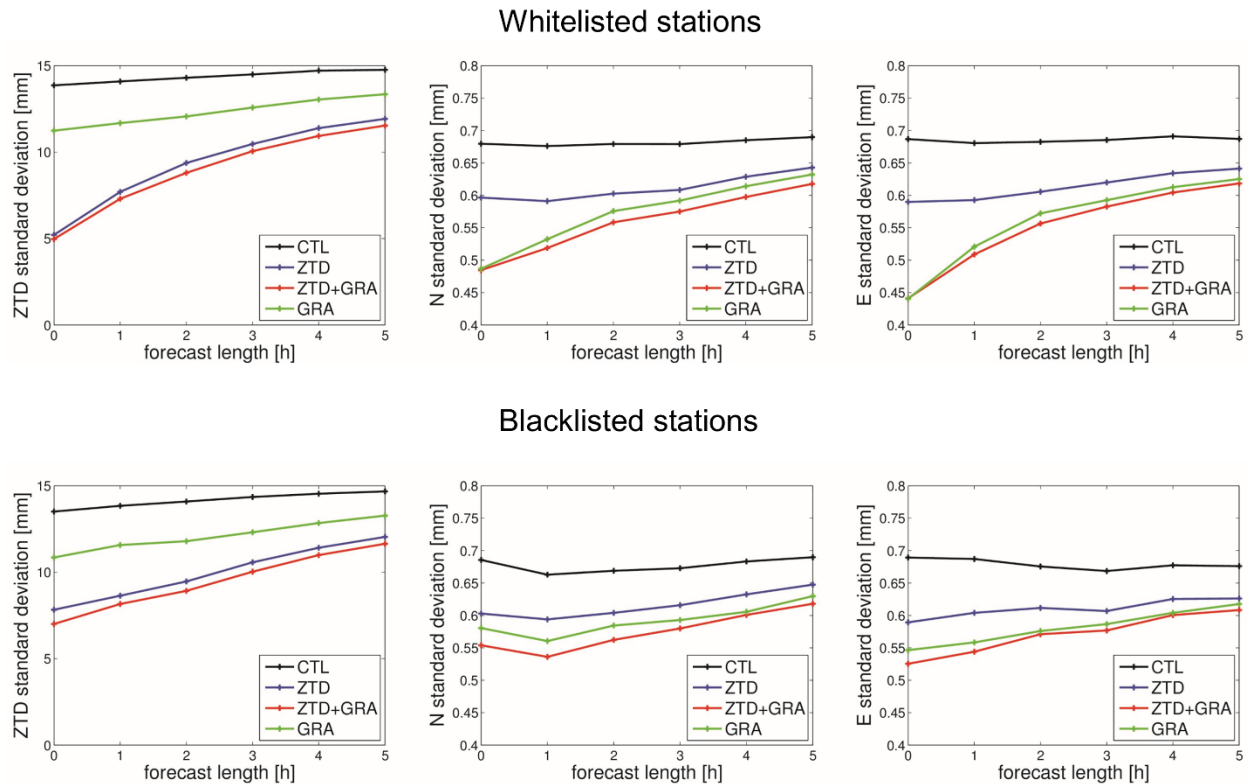 Whitelisted stations
ZTD standard deviation [mm]
15
10
5
0
0 1 2 3 4 5
forecast length [h]
CTL
ZTD
ZTD+GRA
GRA
N standard deviation [mm]
0.8
0.75
0.7
0.65
0.6
0.55
0.5
0.45
0.4
0 1 2 3 4 5
forecast length [h]
CTL
ZTD
ZTD+GRA
GRA
E standard deviation [mm]
0.8
0.75
0.7
0.65
0.6
0.55
0.5
0.45
0.4
0 1 2 3 4 5
forecast length [h]
CTL
ZTD
ZTD+GRA
GRA
Blacklisted stations
ZTD standard deviation [mm]
15
10
5
0
0 1 2 3 4 5
forecast length [h]
CTL
ZTD
ZTD+GRA
GRA
N standard deviation [mm]
0.8
0.75
0.7
0.65
0.6
0.55
0.5
0.45
0.4
0 1 2 3 4 5
forecast length [h]
CTL
ZTD
ZTD+GRA
GRA
E standard deviation [mm]
0.8
0.75
0.7
0.65
0.6
0.55
0.5
0.45
0.4
0 1 2 3 4 5
forecast length [h]
CTL
ZTD
ZTD+GRA
GRA